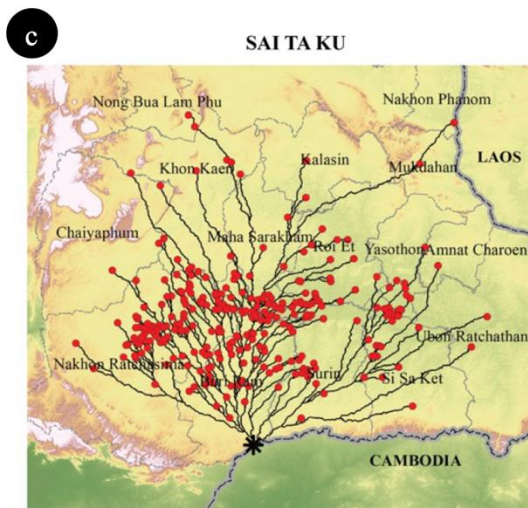 c
SAI TA KU
Nong Bua Lam Phu
Nakhon Phanom
LAOS
Khon Kaen
Kalasin
Mukdahan
Chaiyaphum
Maha Sarakham
Roi Et
Yasothon
Amnat Charoen
Ubon Ratchathan
Nakhon Ratchasima
Buri Ram
Surin
Si Sa Ket
CAMBODIA